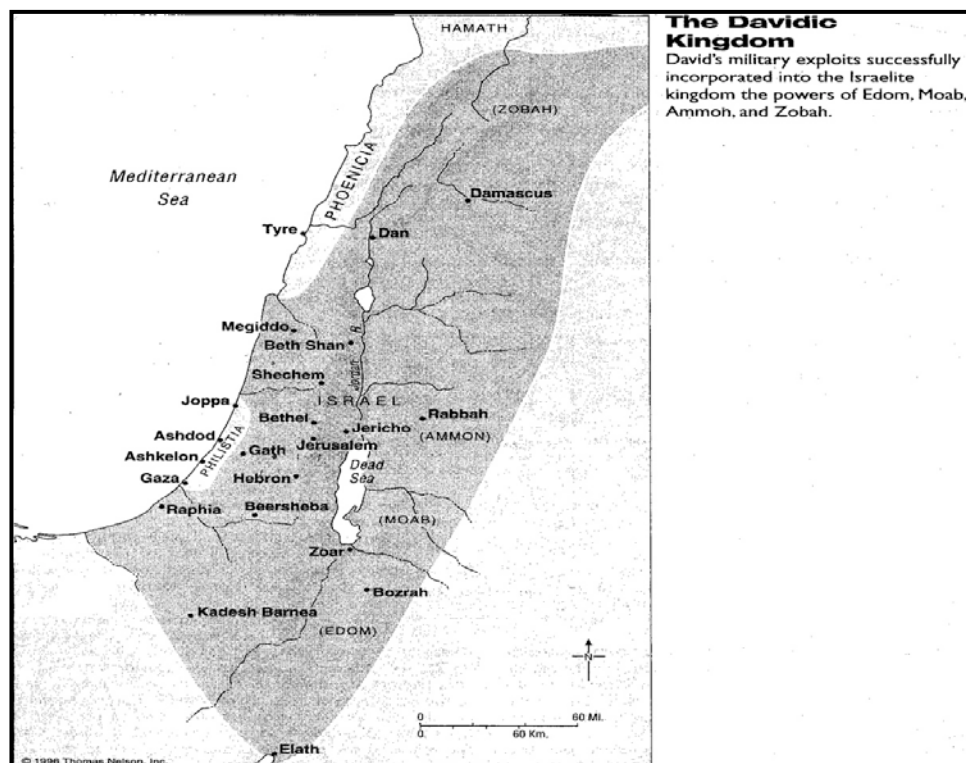 The Davidic
Kingdom
David's military exploits successfully
incorporated into the Israelite
kingdom the powers of Edom, Moab,
Ammon, and Zobah.
HAMATH
(ZOBAH)
Mediterranean
Sea
PHOENICIA
Damascus
Tyre
Dan
Megiddo
Beth Shan
Jordan R.
Shechem
ISRAEL
Joppa
Bethel
Rabbah
Jericho
(AMMON)
Ashdod
Jerusalem
PHILISTIA
Gath
Ashkelon
Dead
Sea
Gaza
Hebron
Raphia
Beersheba
(MOAB)
Zoar
Bozrah
Kadesh Barnea
(EDOM)
N
0 60 Mi.
0 60 Km.
Elath
© 1996 Thomas Nelson, Inc.